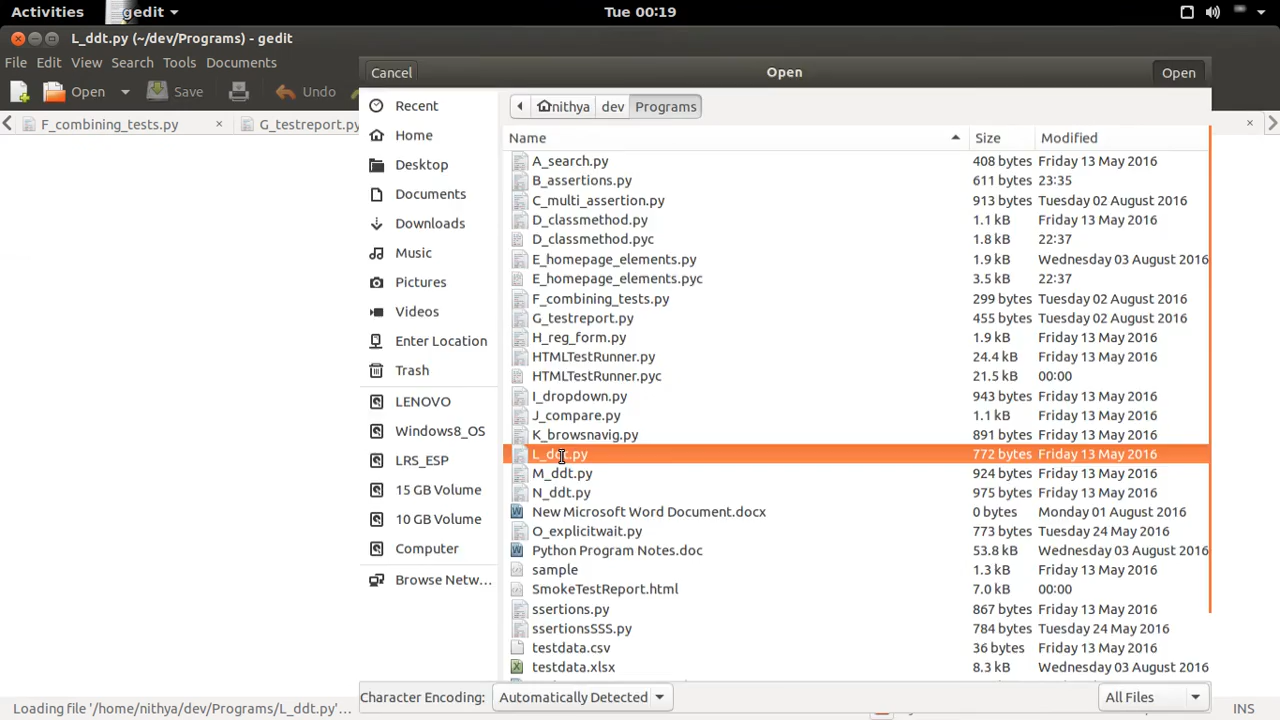 Activities gedit Tue 00:19
L_ddt.py (~/dev/Programs) - gedit
File Edit View Search Tools Documents
Open Save Undo
F_combining_tests.py × G_testreport.py ×
Cancel Open Open
nithya dev Programs
Recent
Home
Desktop
Documents
Downloads
Music
Pictures
Videos
Enter Location
Trash
LENOVO
Windows8_OS
LRS_ESP
15 GB Volume
10 GB Volume
Computer
Browse Netw...
Name Size Modified
A_search.py 408 bytes Friday 13 May 2016
B_assertions.py 611 bytes 23:35
C_multi_assertion.py 913 bytes Tuesday 02 August 2016
D_classmethod.py 1.1 kB Friday 13 May 2016
D_classmethod.pyc 1.8 kB 22:37
E_homepage_elements.py 1.9 kB Wednesday 03 August 2016
E_homepage_elements.pyc 3.5 kB 22:37
F_combining_tests.py 299 bytes Tuesday 02 August 2016
G_testreport.py 455 bytes Tuesday 02 August 2016
H_reg_form.py 1.9 kB Friday 13 May 2016
HTMLTestRunner.py 24.4 kB Friday 13 May 2016
HTMLTestRunner.pyc 21.5 kB 00:00
I_dropdown.py 943 bytes Friday 13 May 2016
J_compare.py 1.1 kB Friday 13 May 2016
K_browsnavig.py 891 bytes Friday 13 May 2016
L_ddt.py 772 bytes Friday 13 May 2016
M_ddt.py 924 bytes Friday 13 May 2016
N_ddt.py 975 bytes Friday 13 May 2016
New Microsoft Word Document.docx 0 bytes Monday 01 August 2016
O_explicitwait.py 773 bytes Tuesday 24 May 2016
Python Program Notes.doc 53.8 kB Wednesday 03 August 2016
sample 1.3 kB Friday 13 May 2016
SmokeTestReport.html 7.0 kB 00:00
ssertions.py 867 bytes Friday 13 May 2016
ssertionsSSS.py 784 bytes Tuesday 24 May 2016
testdata.csv 36 bytes Friday 13 May 2016
testdata.xlsx 8.3 kB Wednesday 03 August 2016
Character Encoding: Automatically Detected All Files
Loading file '/home/nithya/dev/Programs/L_ddt.py'... INS